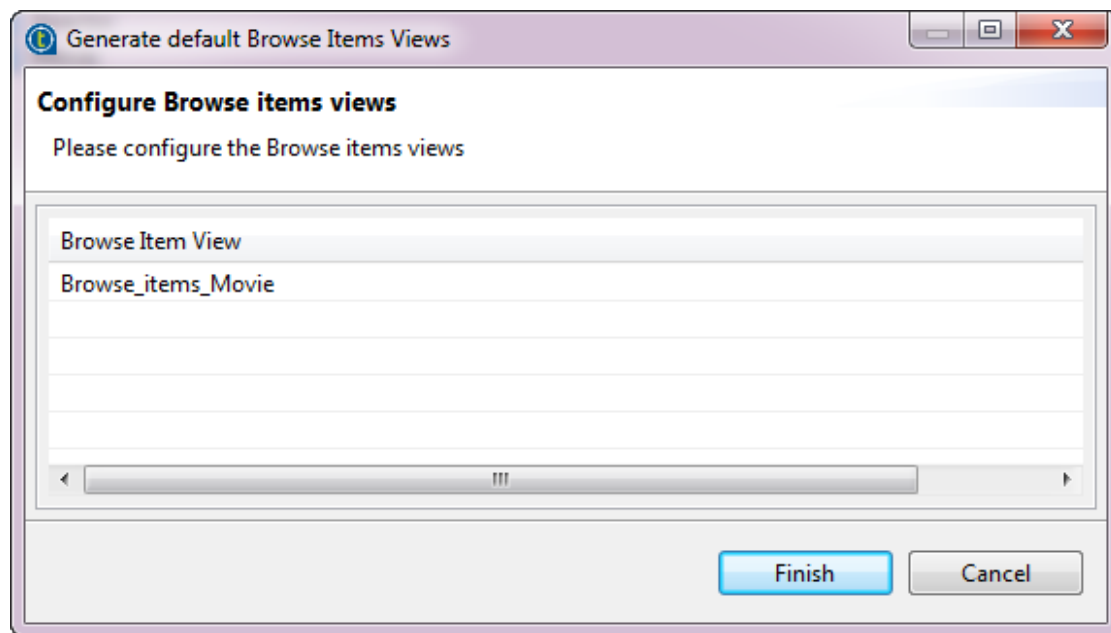 Generate default Browse Items Views
Configure Browse items views
Please configure the Browse items views
Browse Item View
Browse_items_Movie
Finish Cancel